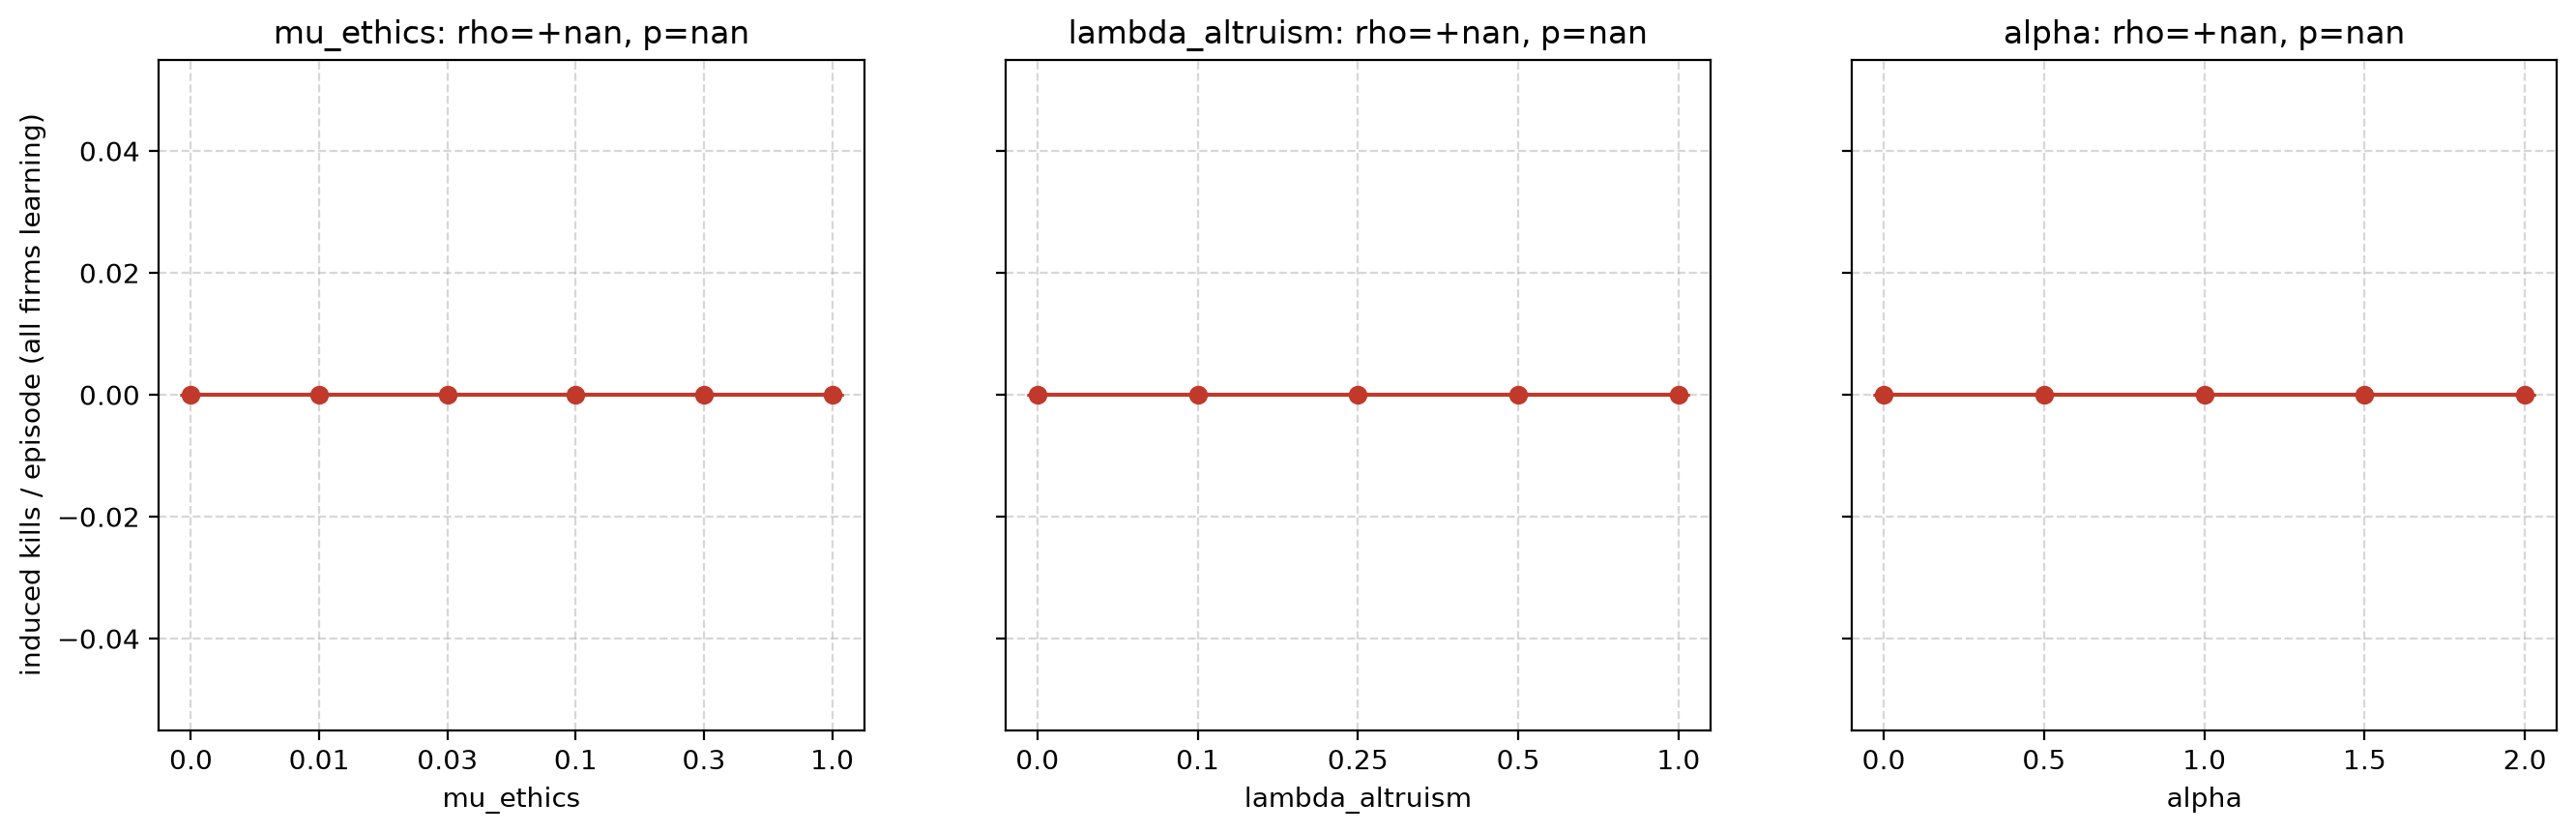 mu_ethics: rho=+nan, p=nan
induced kills / episode (all firms learning)
0.04
0.02
0.00
−0.02
−0.04
0.0 0.01 0.03 0.1 0.3 1.0
mu_ethics
lambda_altruism: rho=+nan, p=nan
0.0 0.1 0.25 0.5 1.0
lambda_altruism
alpha: rho=+nan, p=nan
0.0 0.5 1.0 1.5 2.0
alpha